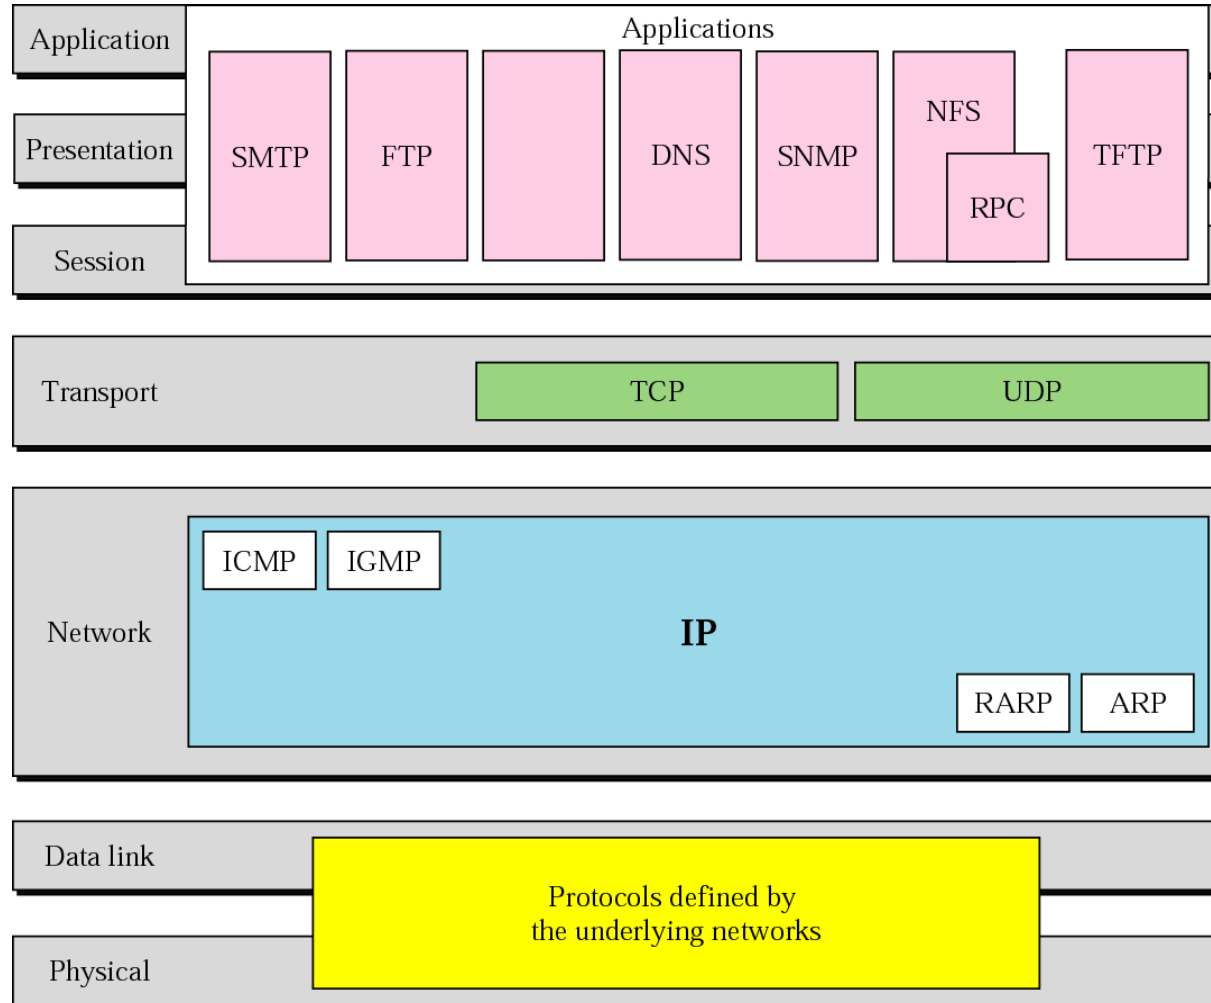 Application
Applications
Presentation
SMTP
FTP
DNS
SNMP
NFS
RPC
TFTP
Session
Transport
TCP
UDP
Network
ICMP
IGMP
IP
RARP
ARP
Data link
Protocols defined by
the underlying networks
Physical